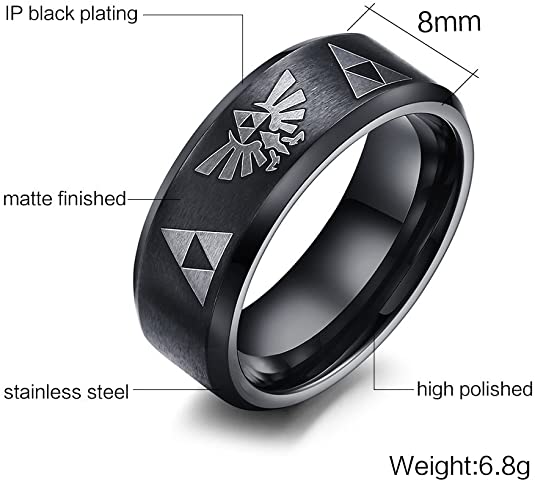 IP black plating
8mm
matte finished
stainless steel
high polished
Weight:6.8g